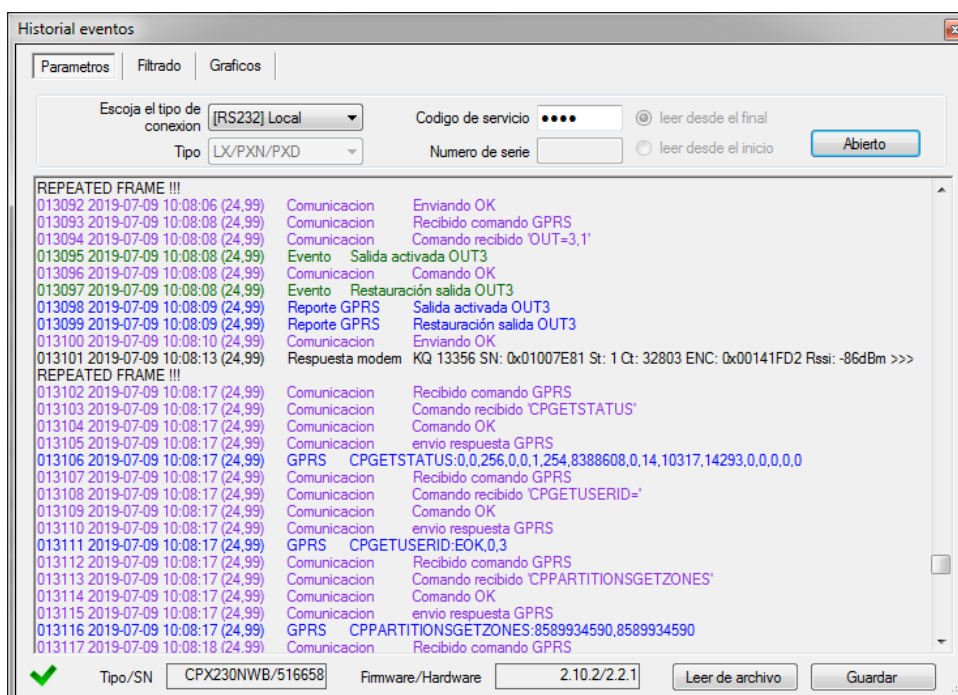 Historial eventos
Parametros Filtrado Graficos
Escoja el tipo de conexion [RS232] Local Codigo de servicio •••• leer desde el final
Tipo LX/PXN/PXD Numero de serie leer desde el inicio Abierto
REPEATED FRAME !!!
013092 2019-07-09 10:08:06 (24,99) Comunicacion Enviando OK
013093 2019-07-09 10:08:08 (24,99) Comunicacion Recibido comando GPRS
013094 2019-07-09 10:08:08 (24,99) Comunicacion Comando recibido 'OUT=3,1'
013095 2019-07-09 10:08:08 (24,99) Evento Salida activada OUT3
013096 2019-07-09 10:08:08 (24,99) Comunicacion Comando OK
013097 2019-07-09 10:08:08 (24,99) Evento Restauración salida OUT3
013098 2019-07-09 10:08:09 (24,99) Reporte GPRS Salida activada OUT3
013099 2019-07-09 10:08:09 (24,99) Reporte GPRS Restauración salida OUT3
013100 2019-07-09 10:08:10 (24,99) Comunicacion Enviando OK
013101 2019-07-09 10:08:13 (24,99) Respuesta modem KQ 13356 SN: 0x01007E81 St: 1 Ct: 32803 ENC: 0x00141FD2 Rssi: -86dBm >>>
REPEATED FRAME !!!
013102 2019-07-09 10:08:17 (24,99) Comunicacion Recibido comando GPRS
013103 2019-07-09 10:08:17 (24,99) Comunicacion Comando recibido 'CPGETSTATUS'
013104 2019-07-09 10:08:17 (24,99) Comunicacion Comando OK
013105 2019-07-09 10:08:17 (24,99) Comunicacion envio respuesta GPRS
013106 2019-07-09 10:08:17 (24,99) GPRS CPGETSTATUS:0,0,256,0,0,1,254,8388608,0,14,10317,14293,0,0,0,0,0
013107 2019-07-09 10:08:17 (24,99) Comunicacion Recibido comando GPRS
013108 2019-07-09 10:08:17 (24,99) Comunicacion Comando recibido 'CPGETUSERID='
013109 2019-07-09 10:08:17 (24,99) Comunicacion Comando OK
013110 2019-07-09 10:08:17 (24,99) Comunicacion envio respuesta GPRS
013111 2019-07-09 10:08:17 (24,99) GPRS CPGETUSERID:EOK,0,3
013112 2019-07-09 10:08:17 (24,99) Comunicacion Recibido comando GPRS
013113 2019-07-09 10:08:17 (24,99) Comunicacion Comando recibido 'CPPARTITIONSGETZONES'
013114 2019-07-09 10:08:17 (24,99) Comunicacion Comando OK
013115 2019-07-09 10:08:17 (24,99) Comunicacion envio respuesta GPRS
013116 2019-07-09 10:08:17 (24,99) GPRS CPPARTITIONSGETZONES:8589934590,8589934590
013117 2019-07-09 10:08:18 (24,99) Comunicacion Recibido comando GPRS
Tipo/SN CPX230NWB/516658 Firmware/Hardware 2.10.2/2.2.1 Leer de archivo Guardar